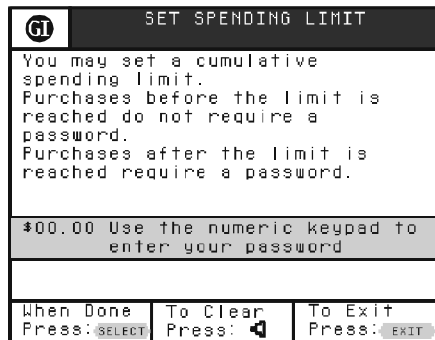 GI
SET SPENDING LIMIT
You may set a cumulative
spending limit.
Purchases before the limit is
reached do not require a
password.
Purchases after the limit is
reached require a password.
$00.00 Use the numeric keypad to
enter your password
When Done
Press: SELECT
To Clear
Press:
To Exit
Press: EXIT